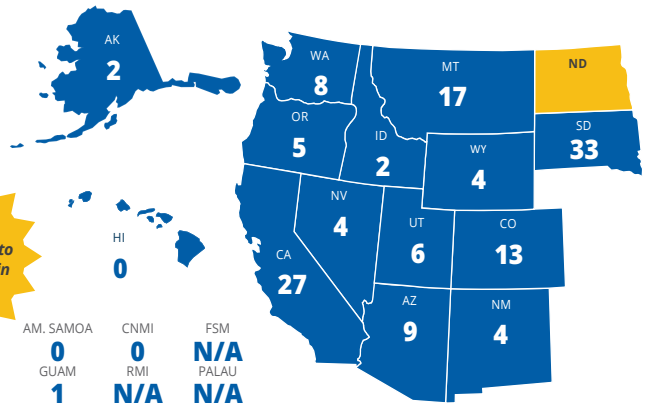 AK
2
WA
8
MT
17
ND
OR
5
ID
2
SD
33
WY
4
NV
4
UT
6
CO
13
HI
0
CA
27
AZ
9
NM
4
to
in
AM. SAMOA CNMI FSM
0 0 N/A
GUAM RMI PALAU
1 N/A N/A